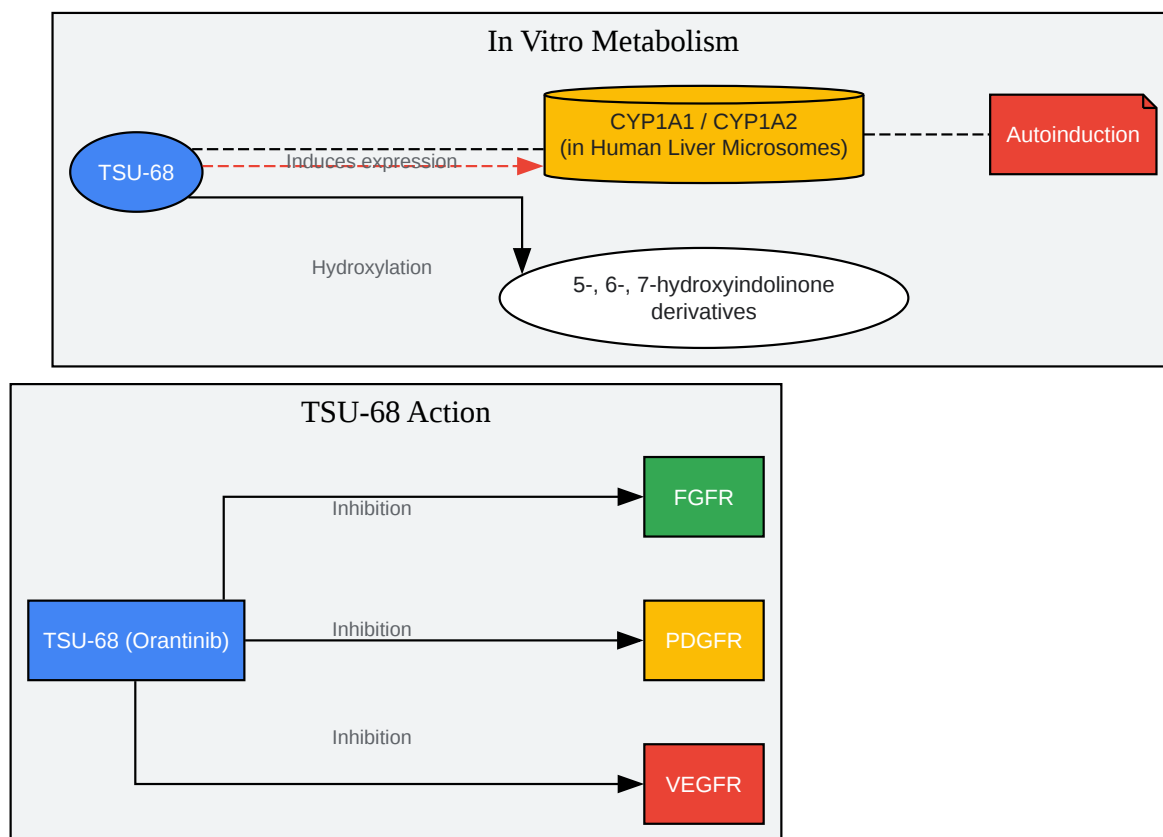 In Vitro Metabolism
TSU-68
Induces expression
CYP1A1 / CYP1A2
(in Human Liver Microsomes)
Autoinduction
Hydroxylation
5-, 6-, 7-hydroxyindolinone
derivatives
TSU-68 Action
Inhibition
FGFR
TSU-68 (Orantinib)
Inhibition
PDGFR
Inhibition
VEGFR